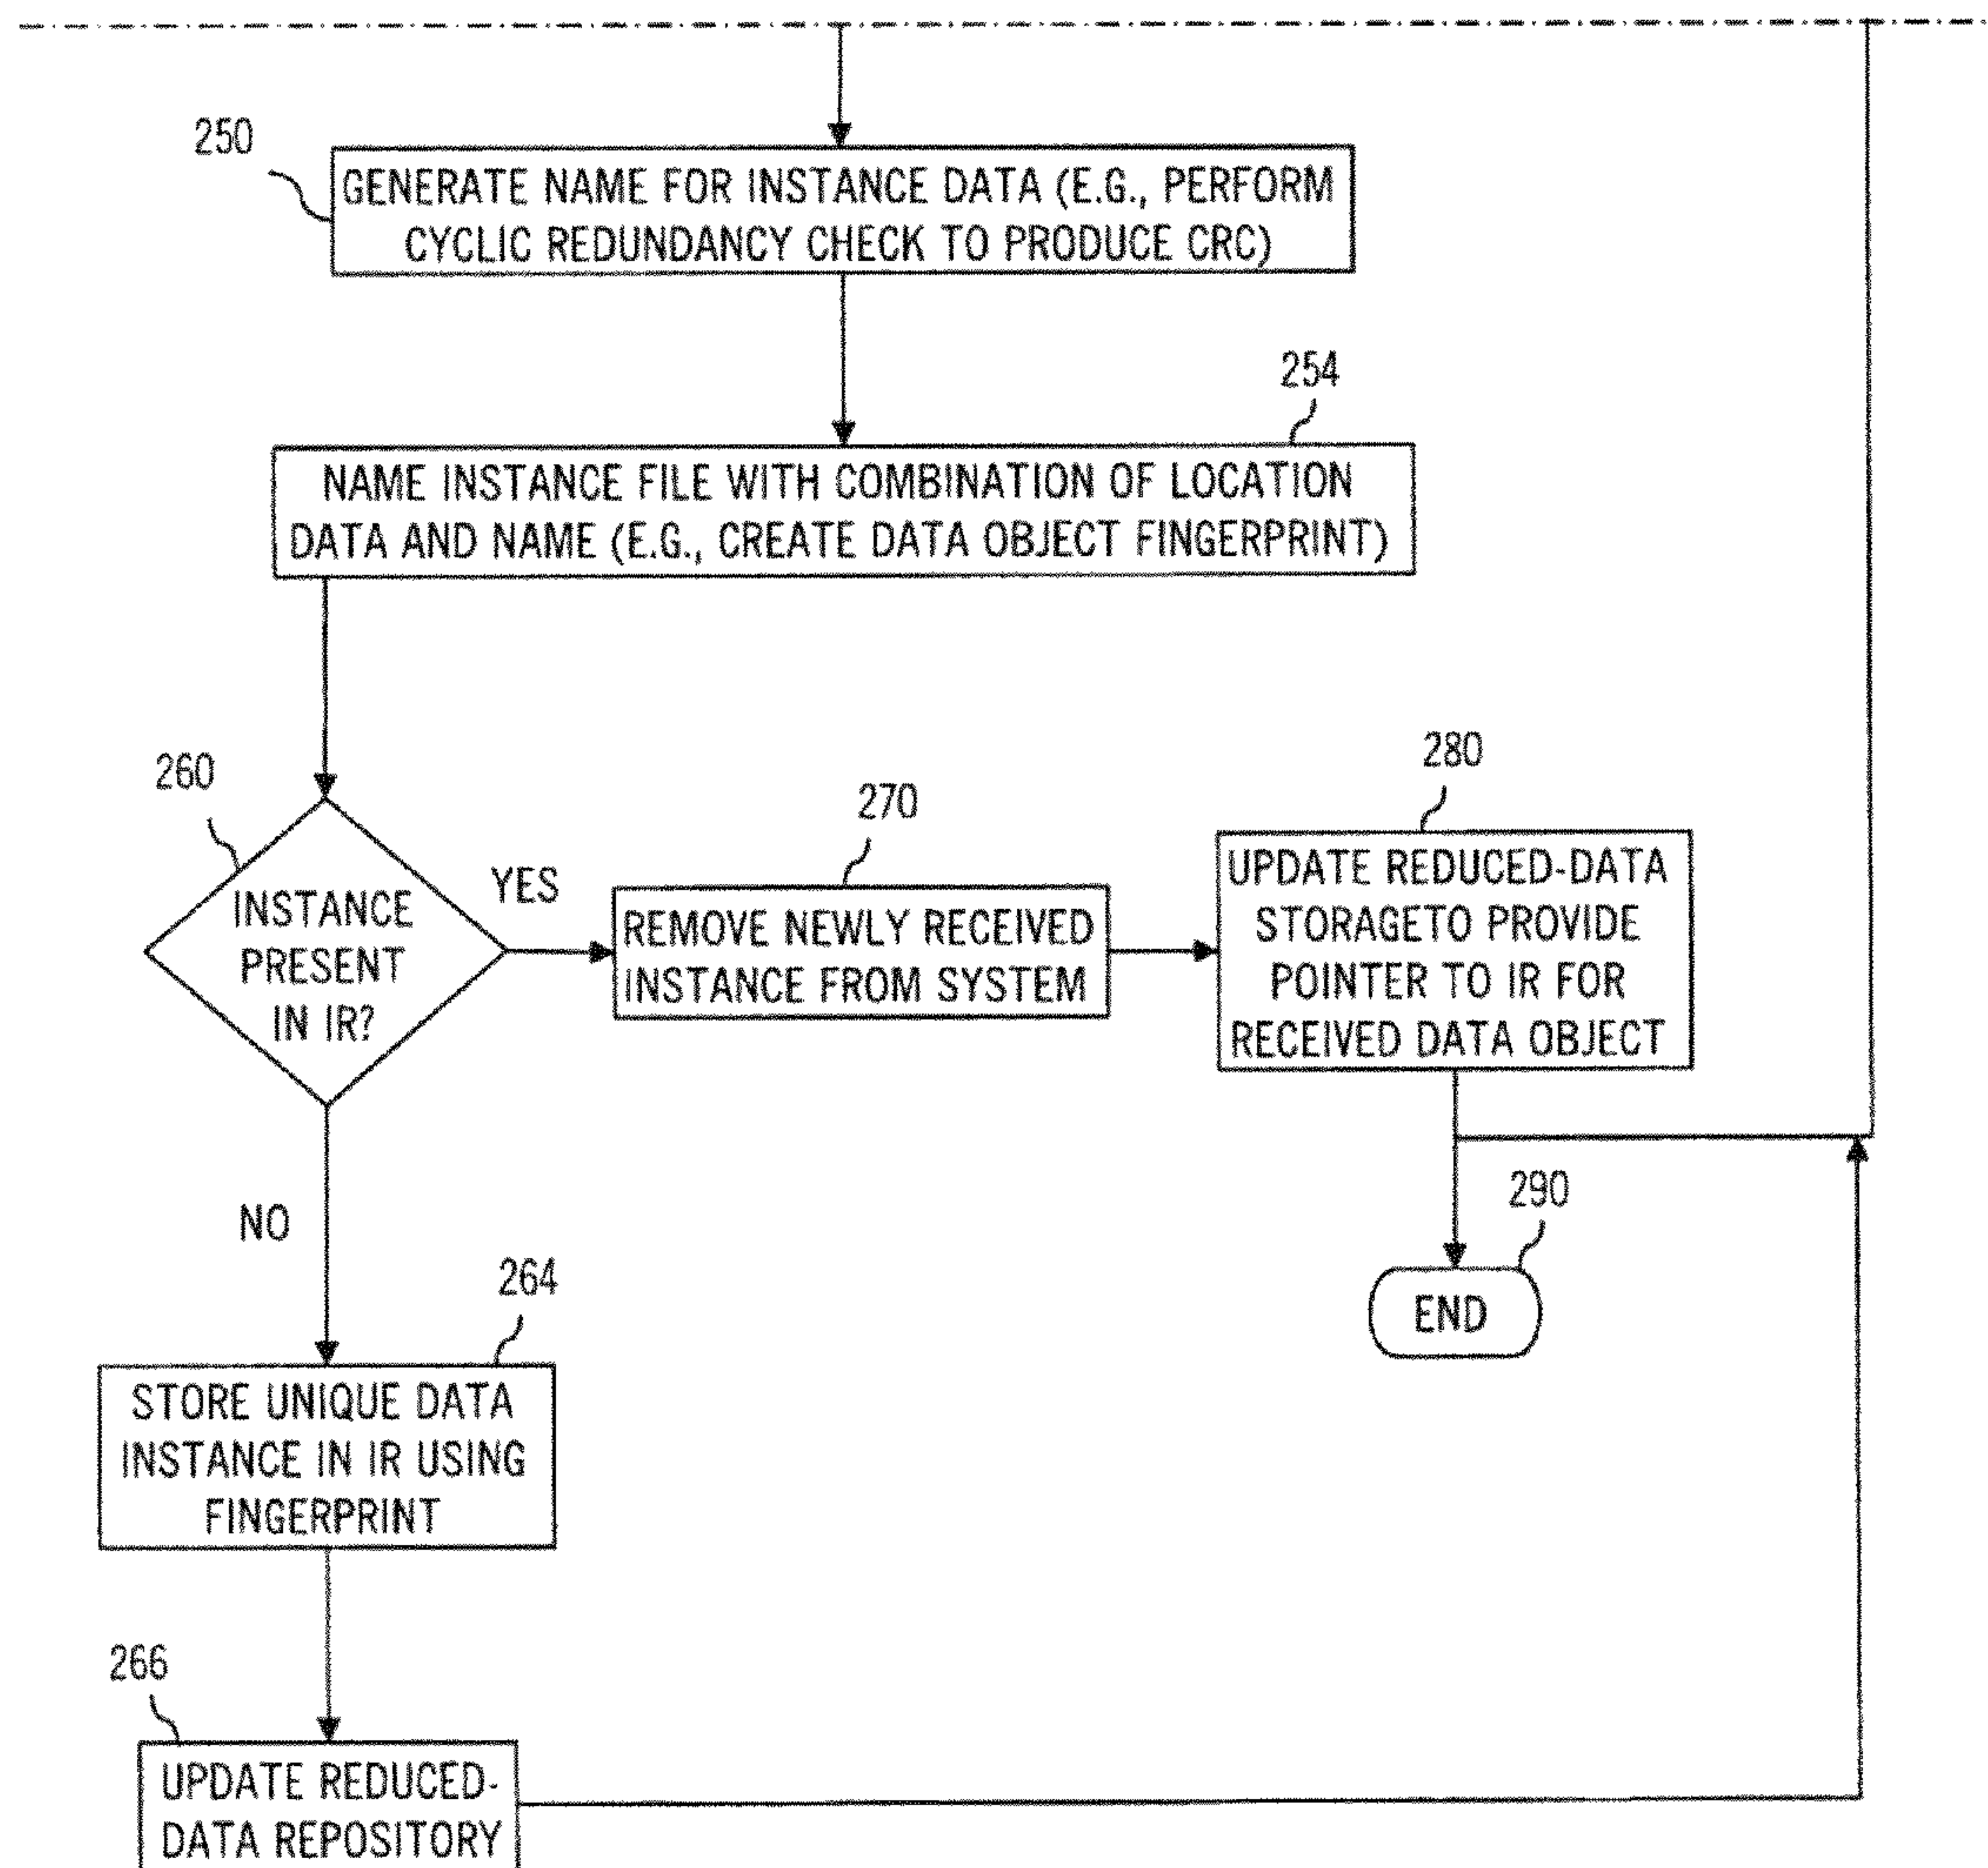 250
GENERATE NAME FOR INSTANCE DATA (E.G., PERFORM
CYCLIC REDUNDANCY CHECK TO PRODUCE CRC)
254
NAME INSTANCE FILE WITH COMBINATION OF LOCATION
DATA AND NAME (E.G., CREATE DATA OBJECT FINGERPRINT)
260
INSTANCE
PRESENT
IN IR?
YES
270
REMOVE NEWLY RECEIVED
INSTANCE FROM SYSTEM
280
UPDATE REDUCED-DATA
STORAGETO PROVIDE
POINTER TO IR FOR
RECEIVED DATA OBJECT
290
END
NO
264
STORE UNIQUE DATA
INSTANCE IN IR USING
FINGERPRINT
266
UPDATE REDUCED-
DATA REPOSITORY